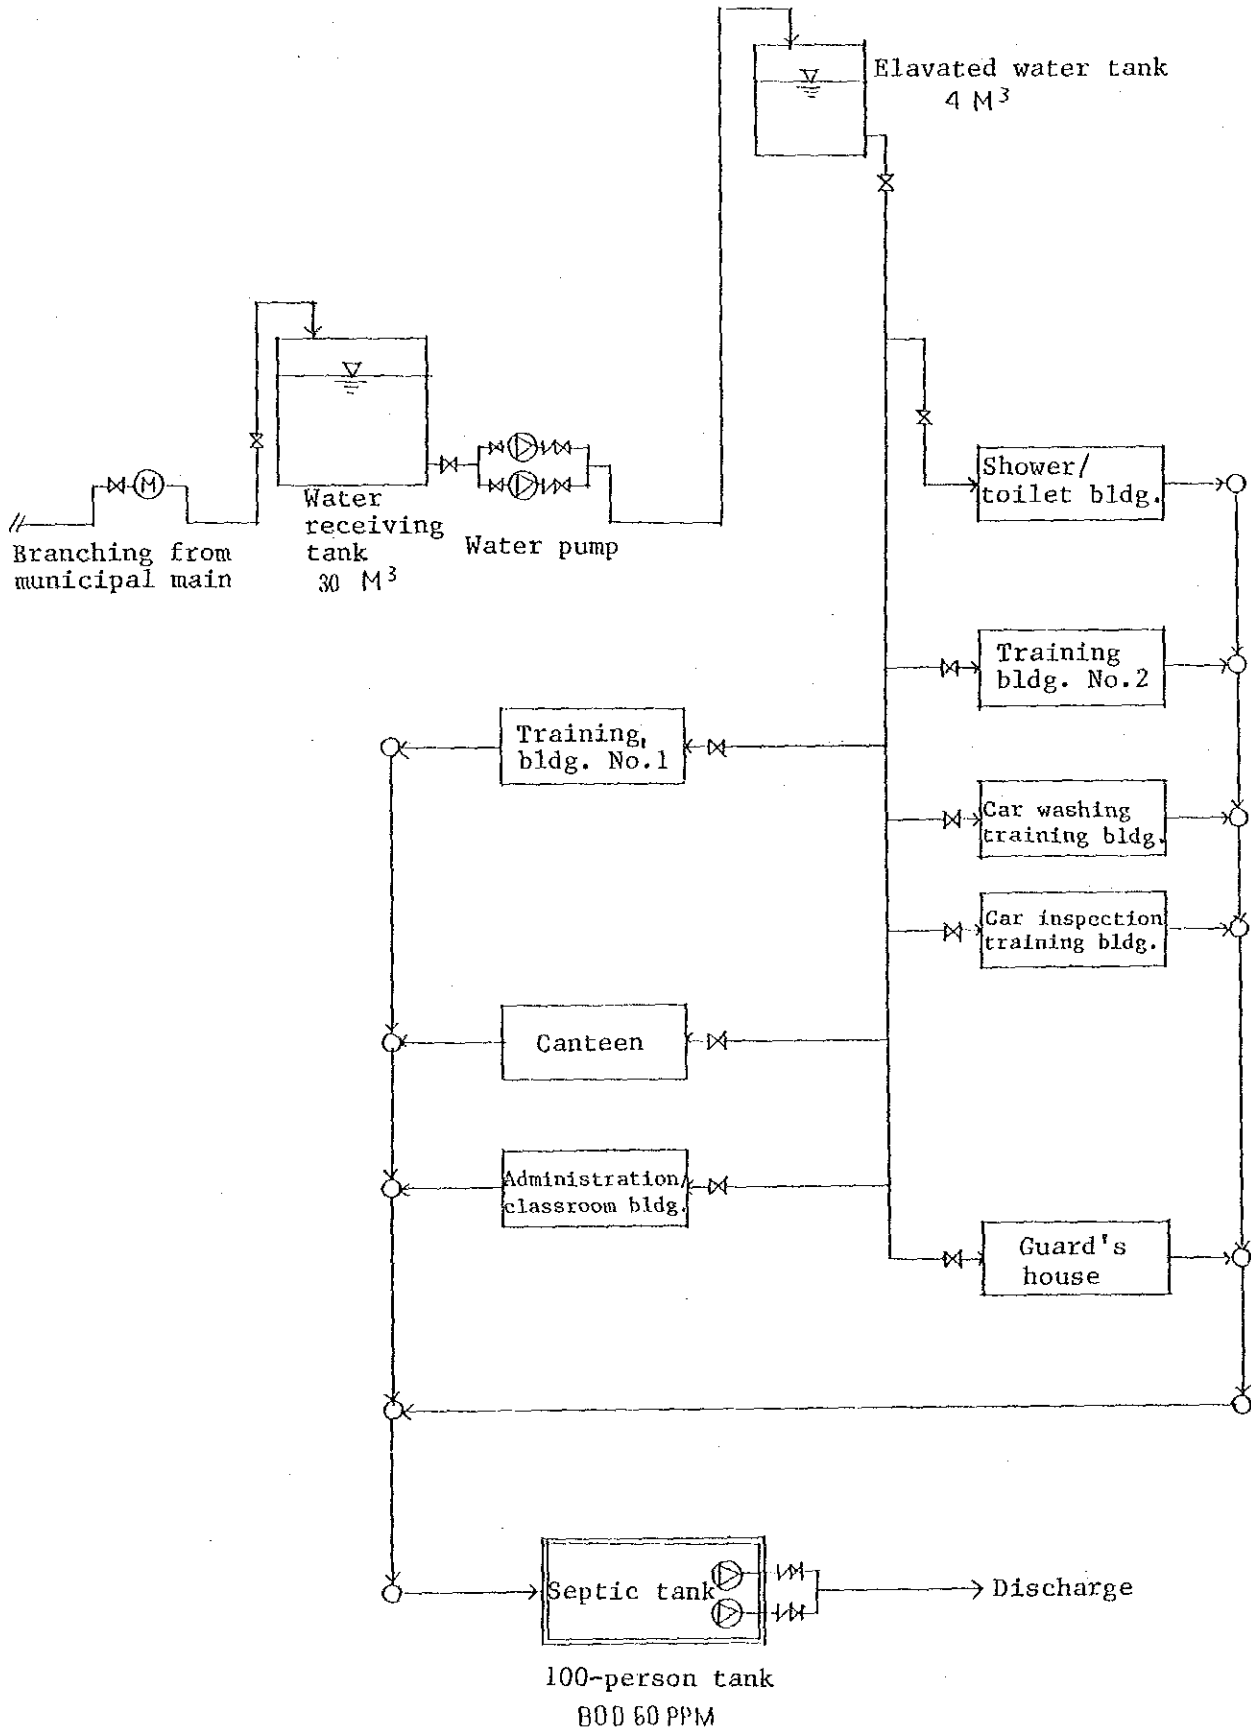 Elavated water tank
4 M³
M
Water
receiving
tank
30 M³
Water pump
Branching from
municipal main
Shower/
toilet bldg.
Training
bldg. No.2
Training
bldg. No.1
Car washing
training bldg.
Car inspection
training bldg.
Canteen
Administration/
classroom bldg.
Guard's
house
Septic tank
Discharge
100-person tank
BOD 60 PPM